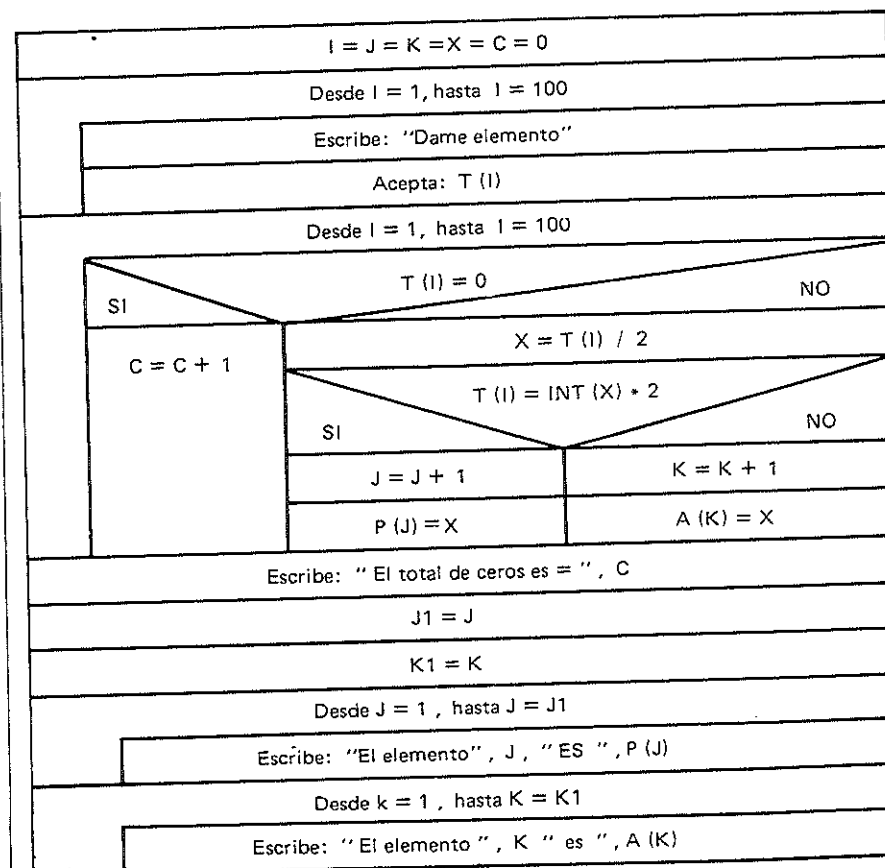 I = J = K =X = C = 0
Desde I = 1, hasta I = 100
Escribe: "Dame elemento"
Acepta: T (I)
Desde I = 1, hasta I = 100
T (I) = 0
SI
NO
C = C + 1
X = T (I) / 2
T (I) = INT (X) * 2
SI
NO
J = J + 1
K = K + 1
P (J) = X
A (K) = X
Escribe: " El total de ceros es = ", C
J1 = J
K1 = K
Desde J = 1 , hasta J = J1
Escribe: "El elemento", J, " ES ", P (J)
Desde k = 1 , hasta K = K1
Escribe: " El elemento ", K " es ", A (K)